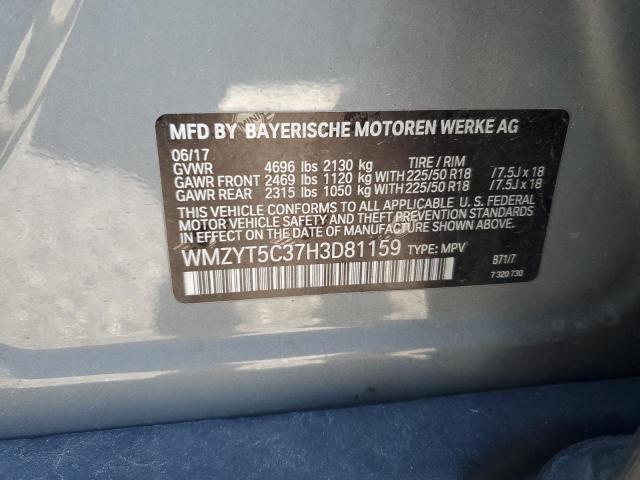 MFD BY BAYERISCHE MOTOREN WERKE AG
06/17
GVWR 4696 lbs 2130 kg TIRE / RIM
GAWR FRONT 2469 lbs 1120 kg WITH 225/50 R18 /7.5J x 18
GAWR REAR 2315 lbs 1050 kg WITH 225/50 R18 /7.5J x 18
THIS VEHICLE CONFORMS TO ALL APPLICABLE U. S. FEDERAL
MOTOR VEHICLE SAFETY, BUMPER, AND THEFT PREVENTION STANDARDS
IN EFFECT ON THE DATE OF MANUFACTURE SHOWN ABOVE.
WMZYT5C37H3D81159 TYPE: MPV
B71/7
7 320 730